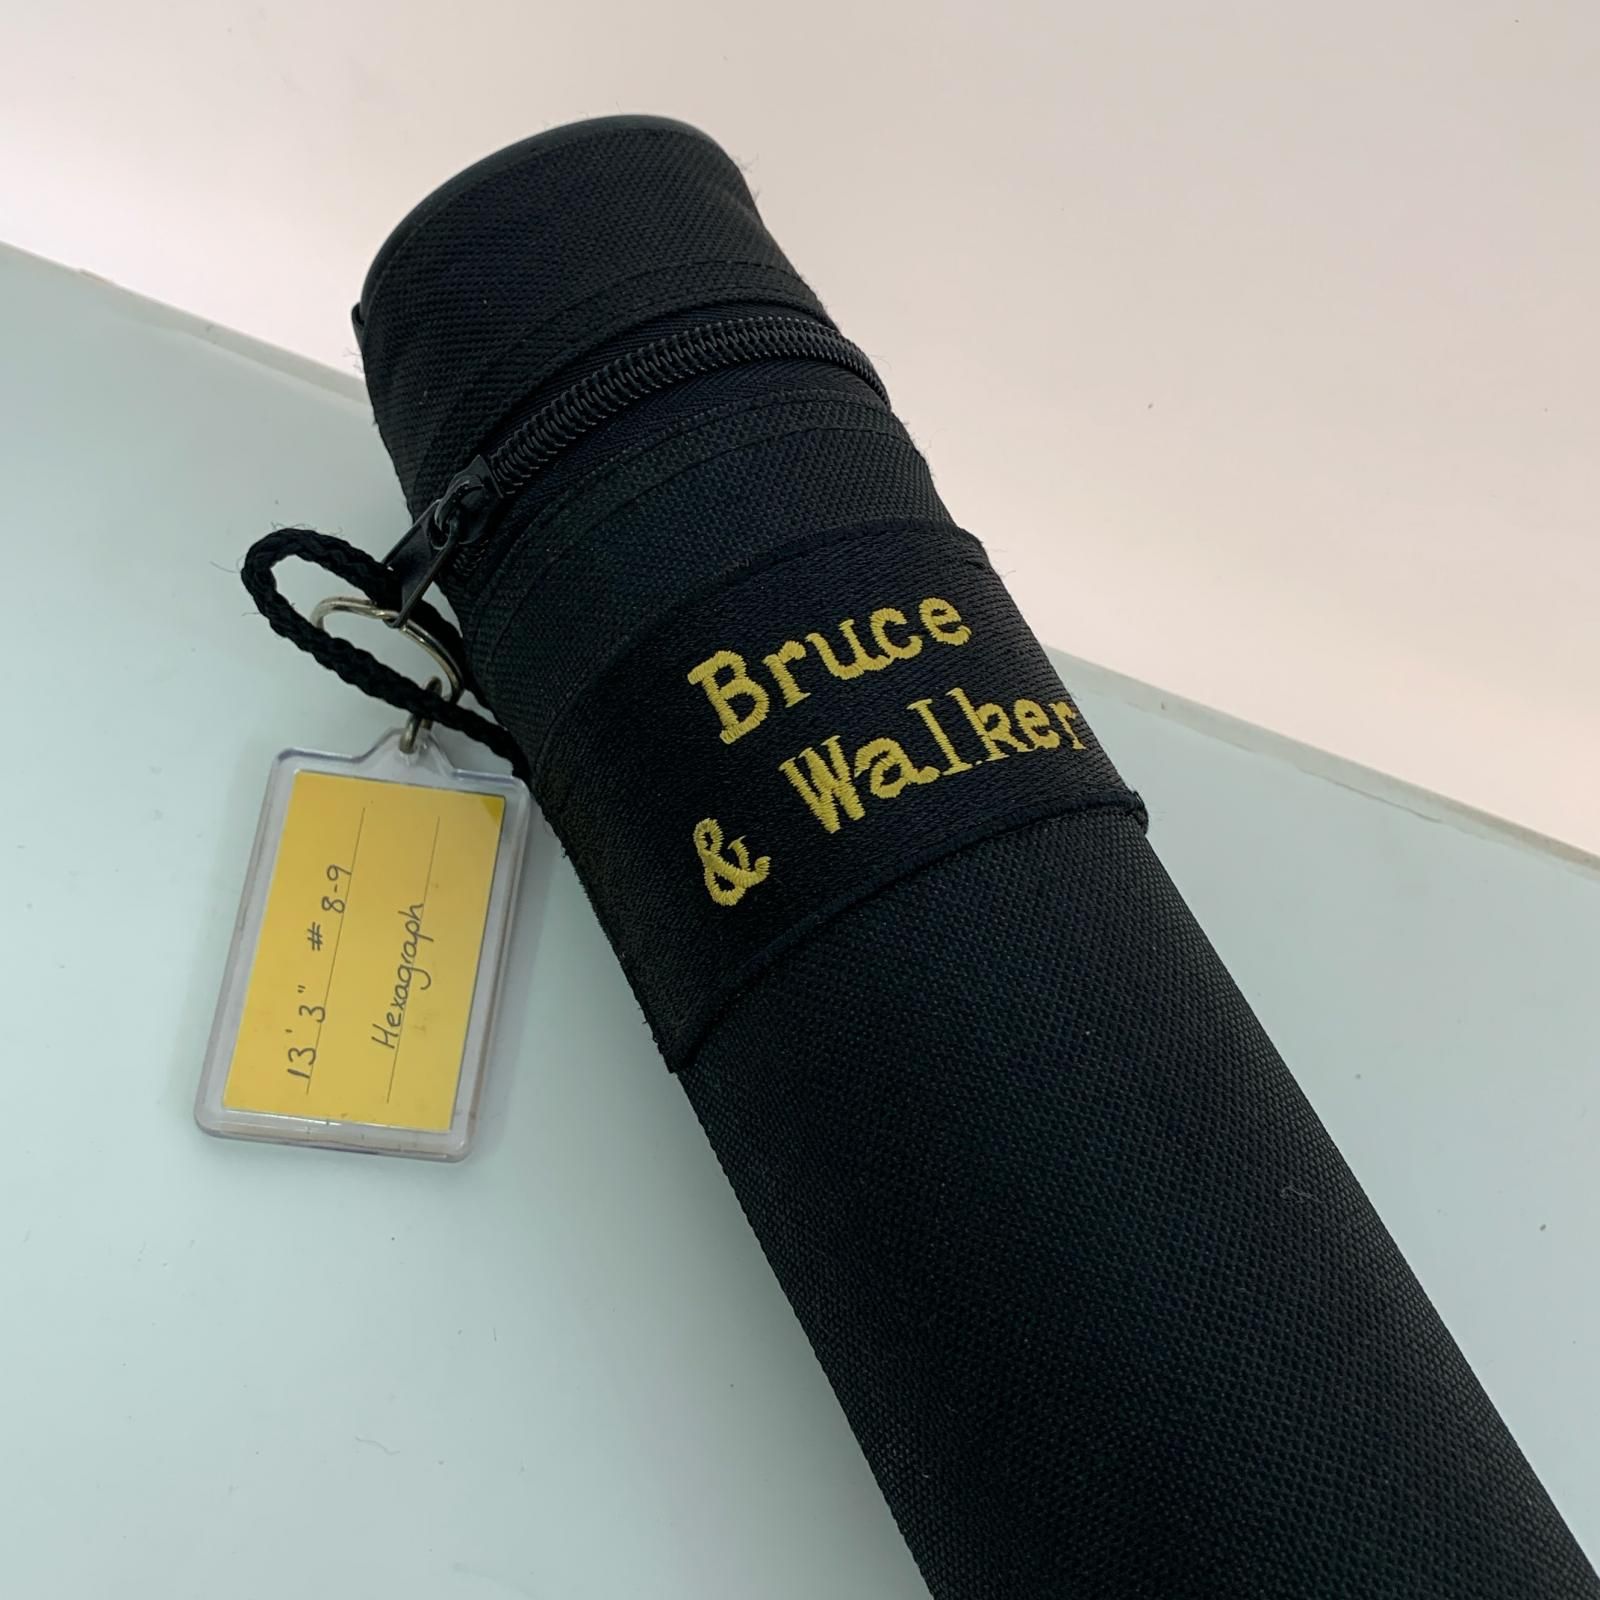 Bruce
& Walker
13' 3" # 8-9
Hexagraph